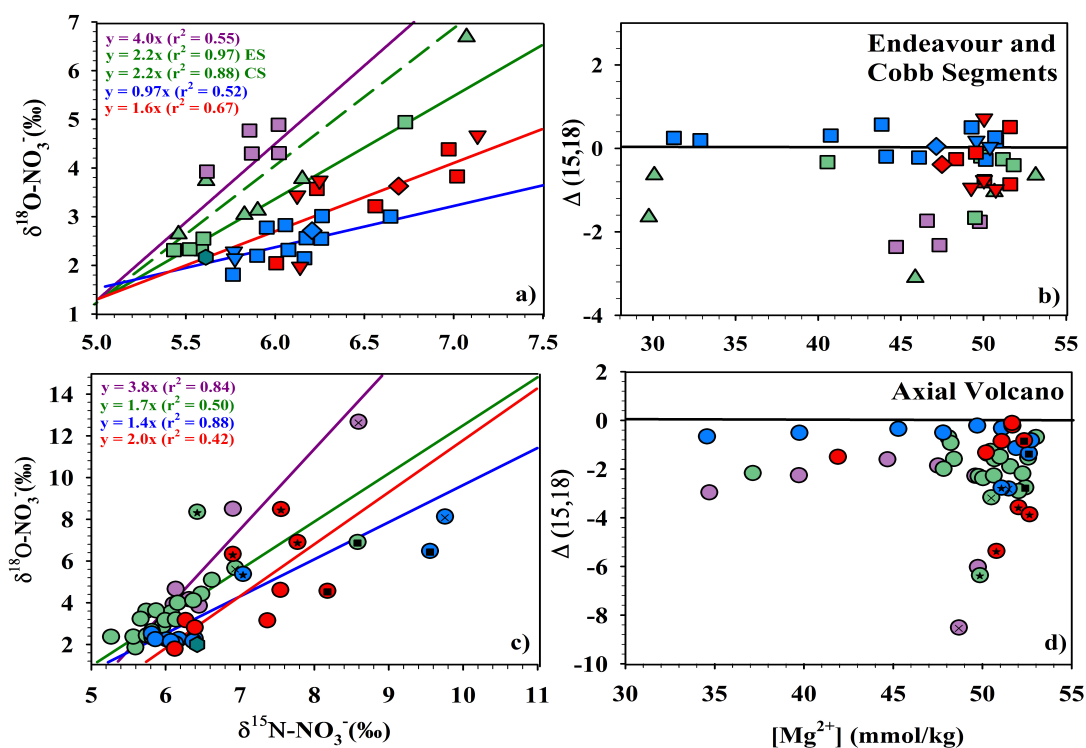 y = 4.0x (r² = 0.55)
y = 2.2x (r² = 0.97) ES
y = 2.2x (r² = 0.88) CS
y = 0.97x (r² = 0.52)
y = 1.6x (r² = 0.67)
δ¹⁸O-NO₃⁻(‰)
7
6
5
4
3
2
1
5.0 5.5 6.0 6.5 7.0 7.5
a)
Endeavour and
Cobb Segments
Δ (15,18)
2
0
-2
-4
30 35 40 45 50 55
b)
y = 3.8x (r² = 0.84)
y = 1.7x (r² = 0.50)
y = 1.4x (r² = 0.88)
y = 2.0x (r² = 0.42)
δ¹⁸O-NO₃⁻(‰)
14
12
10
8
6
4
2
5 6 7 8 9 10 11
c)
δ¹⁵N-NO₃⁻(‰)
Axial Volcano
Δ (15,18)
2
0
-2
-4
-6
-8
-10
30 35 40 45 50 55
d)
[Mg²⁺] (mmol/kg)